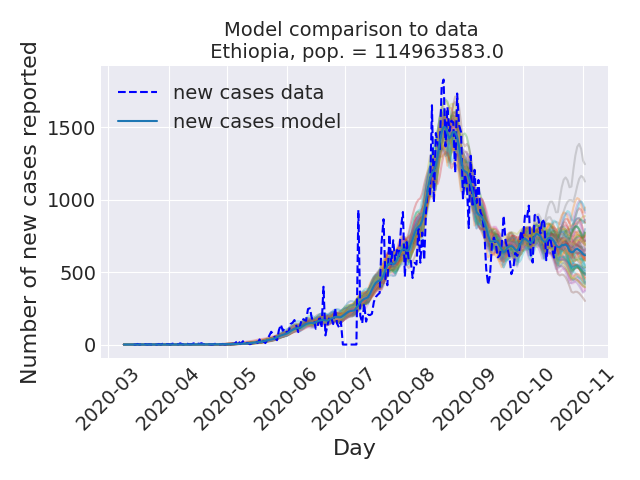 Model comparison to data
Ethiopia, pop. = 114963583.0
new cases data
new cases model
Number of new cases reported
1500
1000
500
0
2020-03
2020-04
2020-05
2020-06
2020-07
2020-08
2020-09
2020-10
2020-11
Day